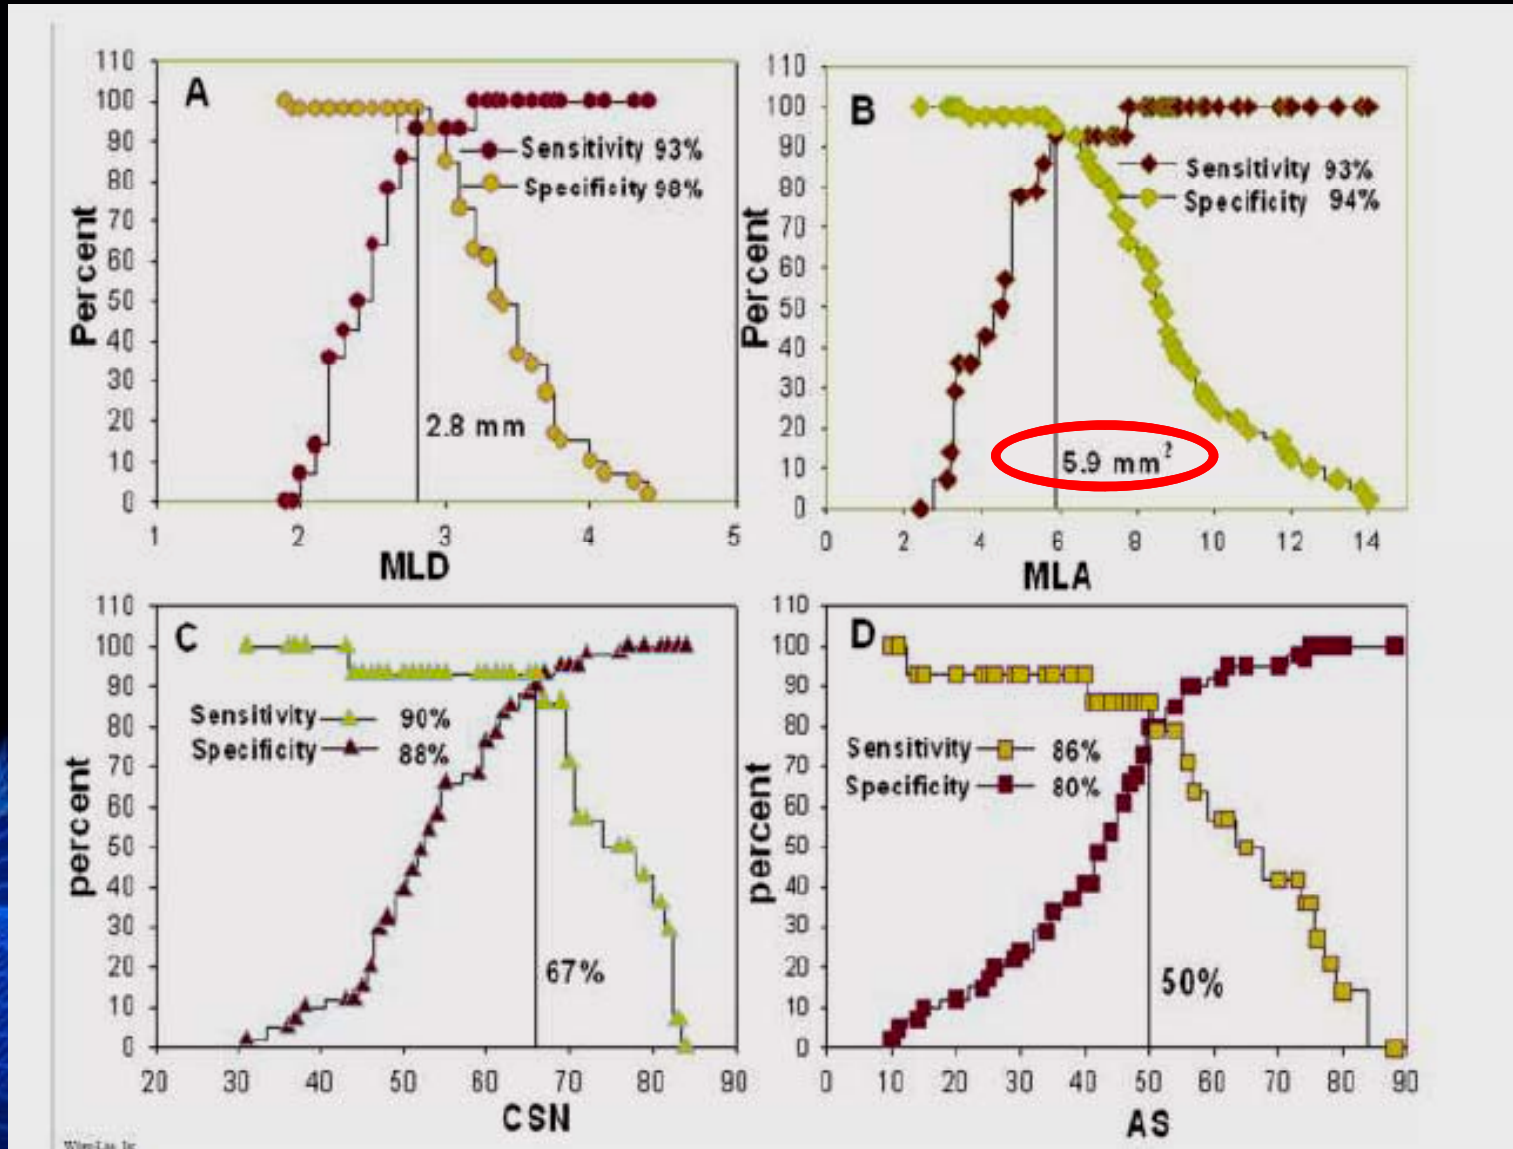 A
110
100
90
80
70
60
50
40
30
20
10
0
Percent
Sensitivity 93%
Specificity 98%
2.8 mm
1 2 3 4 5
MLD
B
110
100
90
80
70
60
50
40
30
20
10
0
Percent
Sensitivity 93%
Specificity 94%
5.9 mm²
0 2 4 6 8 10 12 14
MLA
C
110
100
90
80
70
60
50
40
30
20
10
0
percent
Sensitivity 90%
Specificity 88%
67%
20 30 40 50 60 70 80 90
CSN
D
110
100
90
80
70
60
50
40
30
20
10
0
percent
Sensitivity 86%
Specificity 80%
50%
0 10 20 30 40 50 60 70 80 90
AS